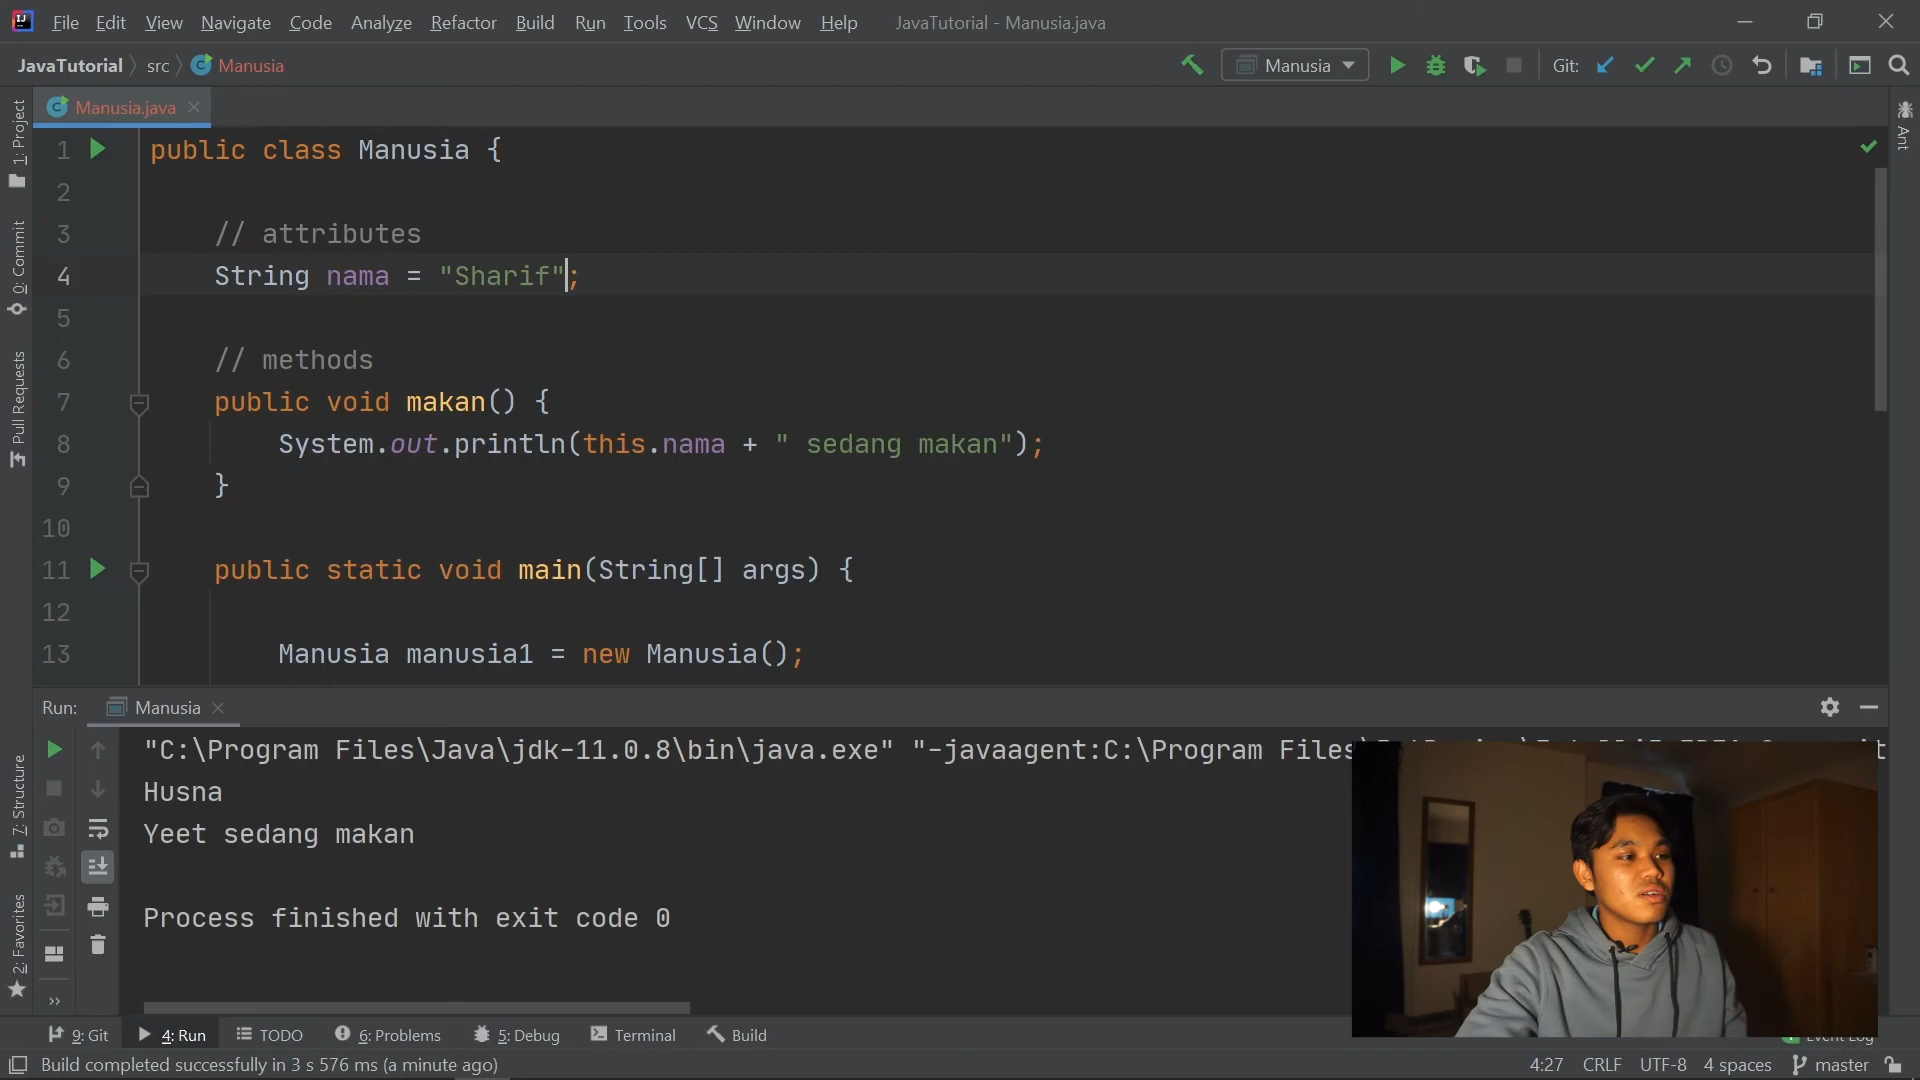 File Edit View Navigate Code Analyze Refactor Build Run Tools VCS Window Help JavaTutorial - Manusia.java
JavaTutorial src Manusia Manusia Git:
Manusia.java
1 public class Manusia {
2
3 // attributes
4 String nama = "Sharif";
5
6 // methods
7 public void makan() {
8 System.out.println(this.nama + " sedang makan");
9 }
10
11 public static void main(String[] args) {
12
13 Manusia manusia1 = new Manusia();
1: Project
0: Commit
Pull Requests
7: Structure
2: Favorites
Ant
Run: Manusia
"C:\Program Files\Java\jdk-11.0.8\bin\java.exe" "-javaagent:C:\Program Files\
Husna
Yeet sedang makan
Process finished with exit code 0
9: Git 4: Run TODO 6: Problems 5: Debug Terminal Build Event Log
Build completed successfully in 3 s 576 ms (a minute ago) 4:27 CRLF UTF-8 4 spaces master